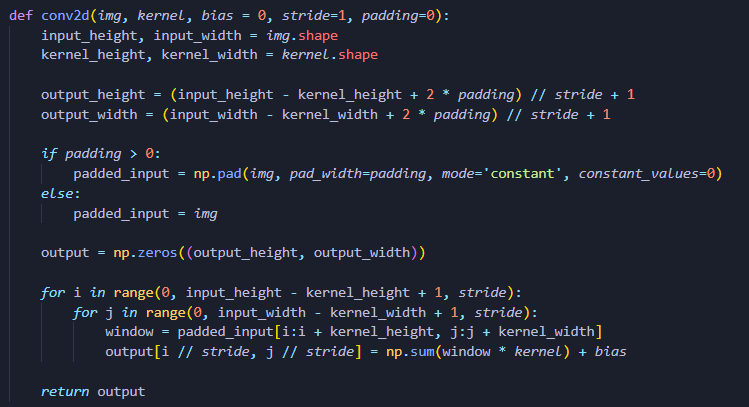 def conv2d(img, kernel, bias = 0, stride=1, padding=0):
    input_height, input_width = img.shape
    kernel_height, kernel_width = kernel.shape

    output_height = (input_height - kernel_height + 2 * padding) // stride + 1
    output_width = (input_width - kernel_width + 2 * padding) // stride + 1

    if padding > 0:
        padded_input = np.pad(img, pad_width=padding, mode='constant', constant_values=0)
    else:
        padded_input = img

    output = np.zeros((output_height, output_width))

    for i in range(0, input_height - kernel_height + 1, stride):
        for j in range(0, input_width - kernel_width + 1, stride):
            window = padded_input[i:i + kernel_height, j:j + kernel_width]
            output[i // stride, j // stride] = np.sum(window * kernel) + bias

    return output